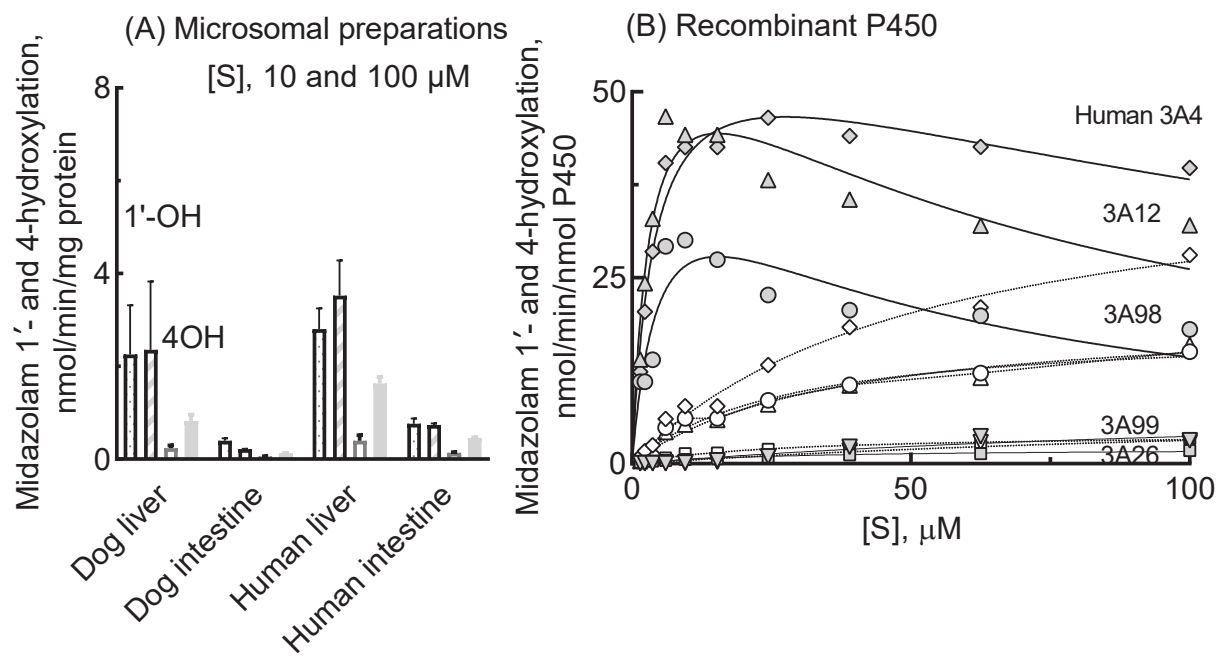 (A) Microsomal preparations
[S], 10 and 100 μM
Midazolam 1′- and 4-hydroxylation,
nmol/min/mg protein
8
4
0
1'-OH
4OH
Dog liver
Dog intestine
Human liver
Human intestine
(B) Recombinant P450
Midazolam 1′- and 4-hydroxylation,
nmol/min/nmol P450
50
25
0
Human 3A4
3A12
3A98
3A99
3A26
0
50
100
[S], μM